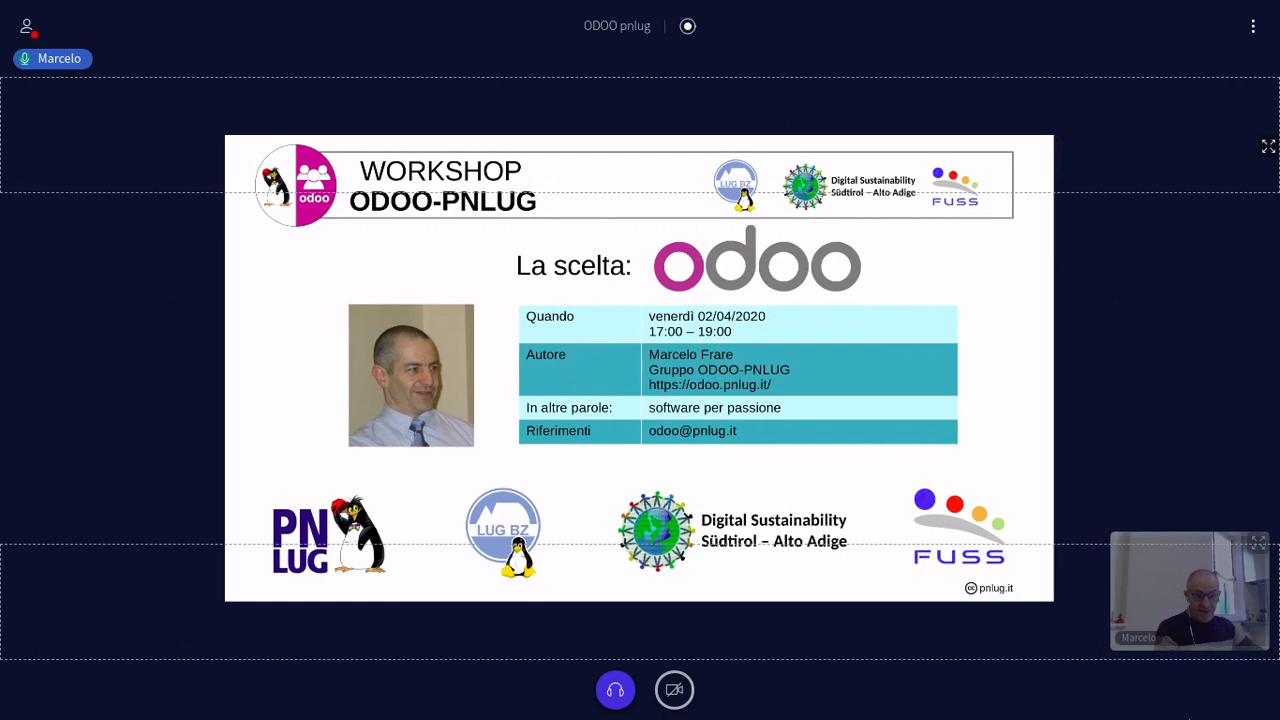 ODOO pnlug
Marcelo
WORKSHOP
ODOO-PNLUG
odoo
LUG BZ
Digital Sustainability
Südtirol – Alto Adige
FUSS
La scelta:
odoo
Quando
venerdì 02/04/2020
17:00 – 19:00
Autore
Marcelo Frare
Gruppo ODOO-PNLUG
https://odoo.pnlug.it/
In altre parole:
software per passione
Riferimenti
odoo@pnlug.it
PN
LUG
LUG BZ
Digital Sustainability
Südtirol – Alto Adige
FUSS
cc pnlug.it
Marcelo